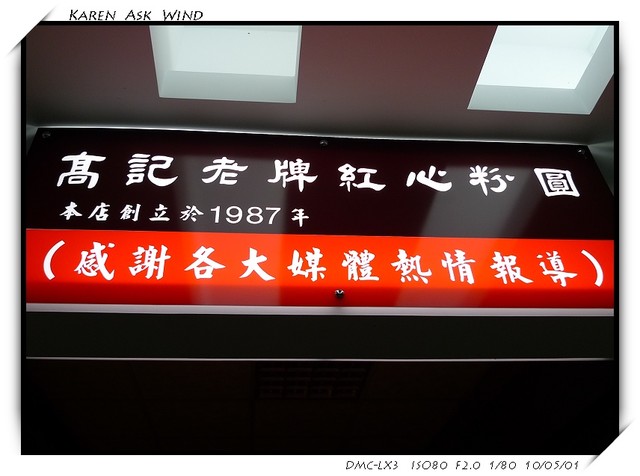 Karen Ask Wind
高記老牌紅心粉圓
本店創立於1987年
(感謝各大媒體熱情報導)
DMC-LX3 ISO80 F2.0 1/80 10/05/01